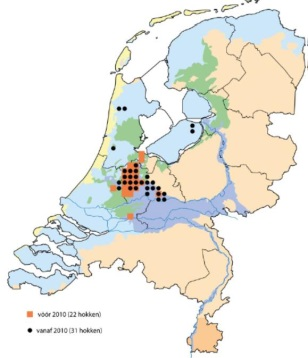 vóór 2010 (22 hokken)
vanaf 2010 (31 hokken)